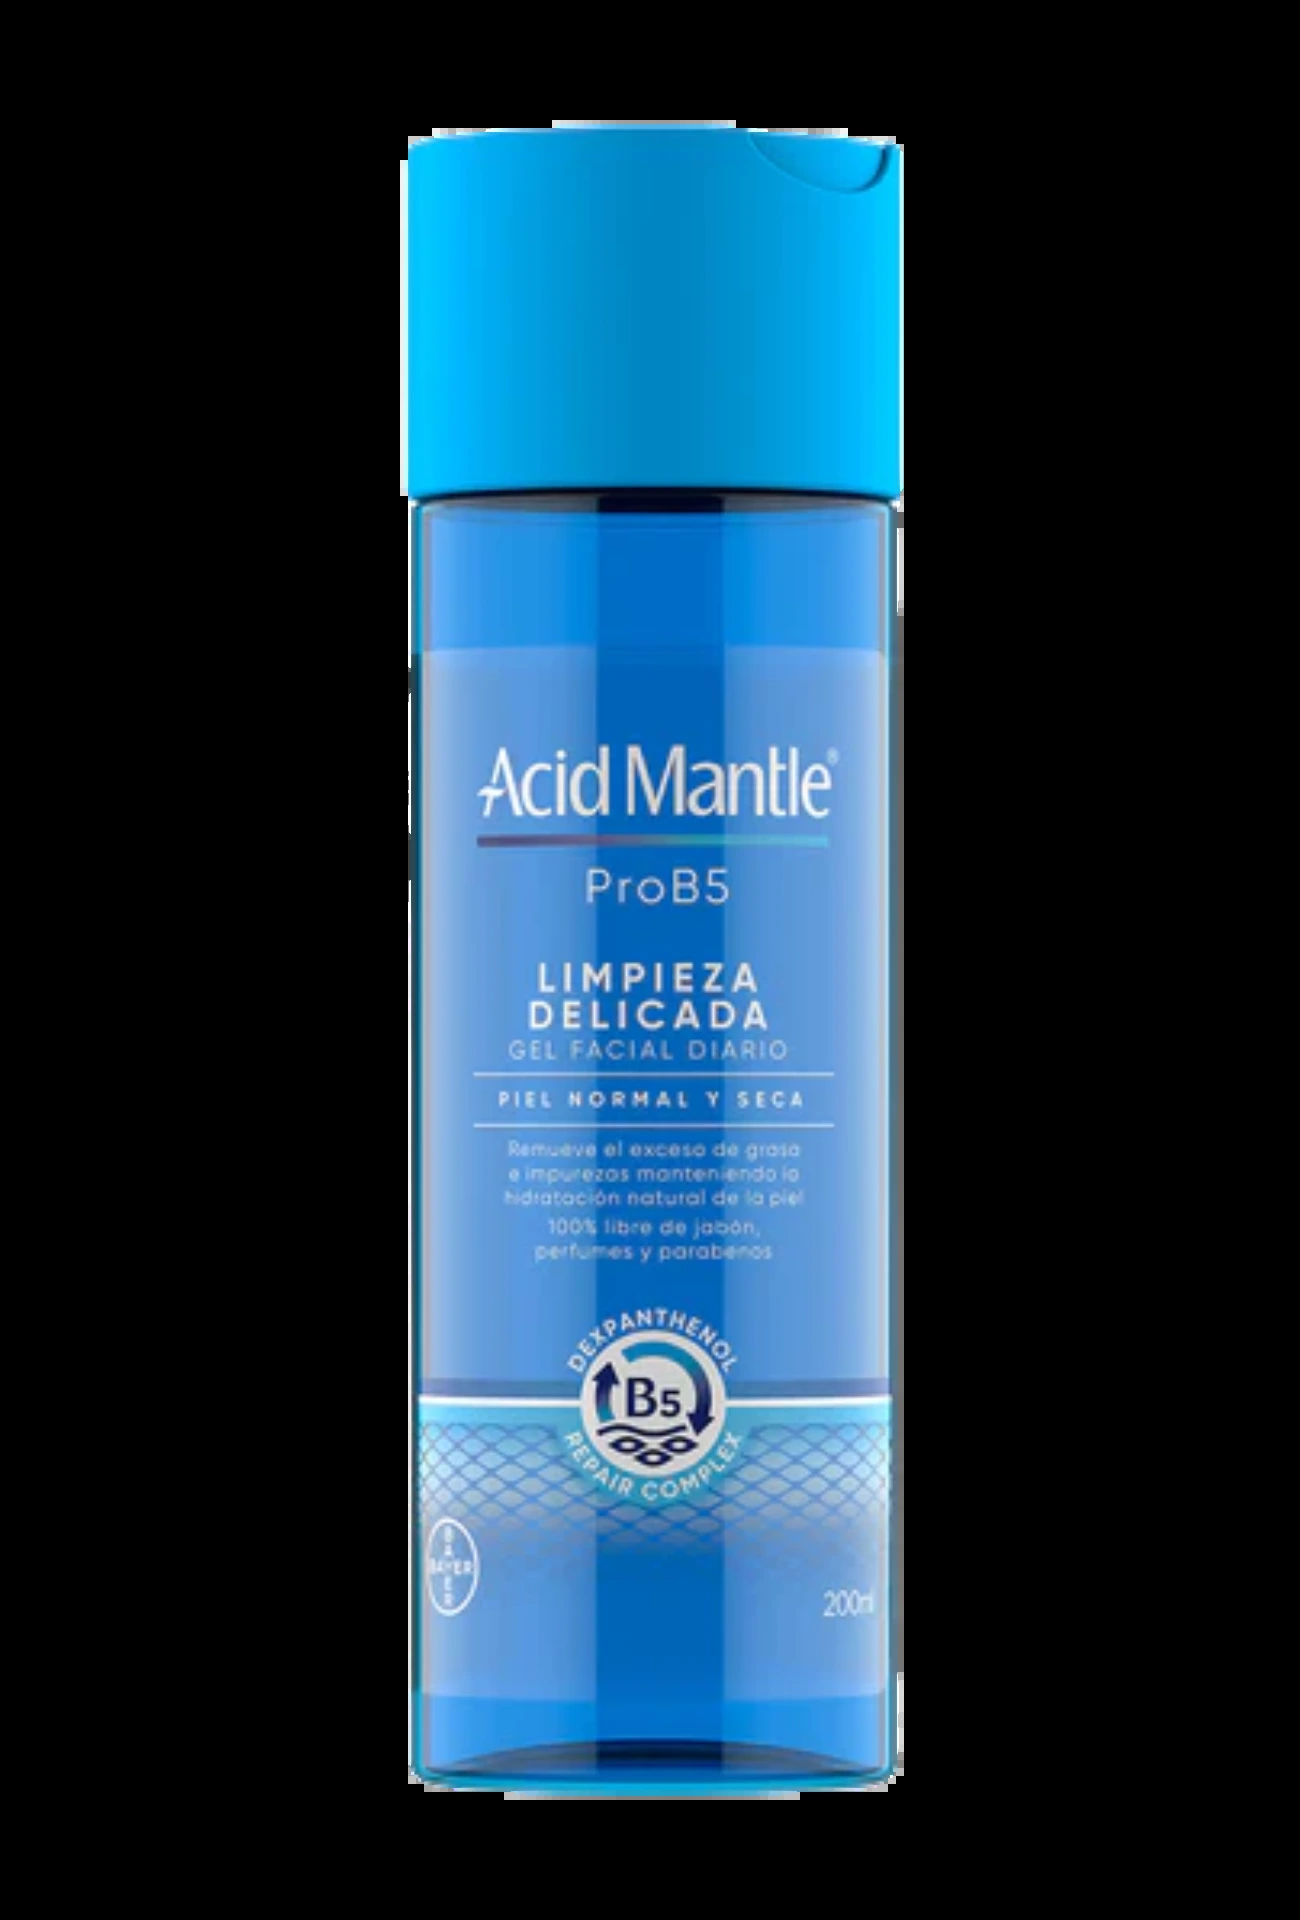 Acid Mantle®
ProB5
LIMPIEZA
DELICADA
GEL FACIAL DIARIO
PIEL NORMAL Y SECA
Remueve el exceso de grasa
e impurezas manteniendo la
hidratación natural de la piel
100% libre de jabón,
perfumes y parabenos
DEXPANTHENOL
B5
REPAIR COMPLEX
BAYER
BAYER
200ml